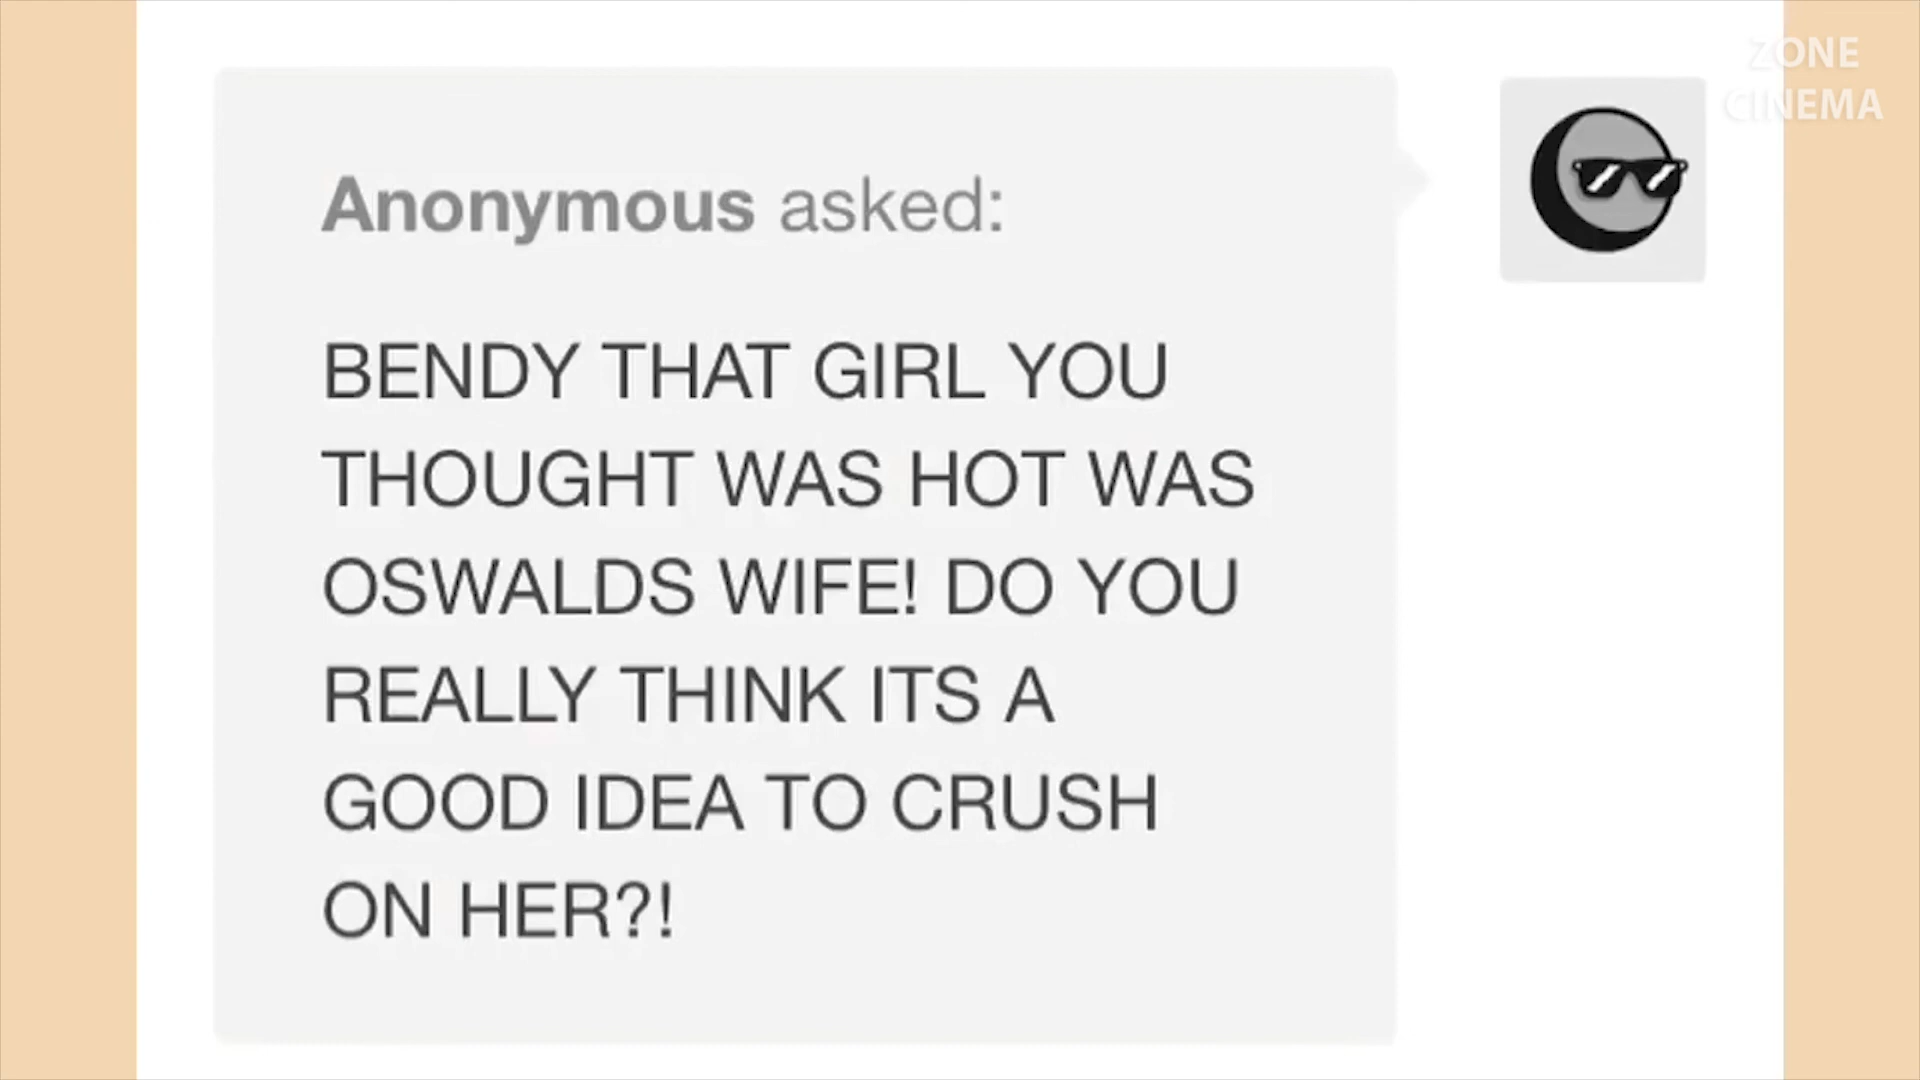 ZONE
CINEMA
Anonymous asked:
BENDY THAT GIRL YOU
THOUGHT WAS HOT WAS
OSWALDS WIFE! DO YOU
REALLY THINK ITS A
GOOD IDEA TO CRUSH
ON HER?!